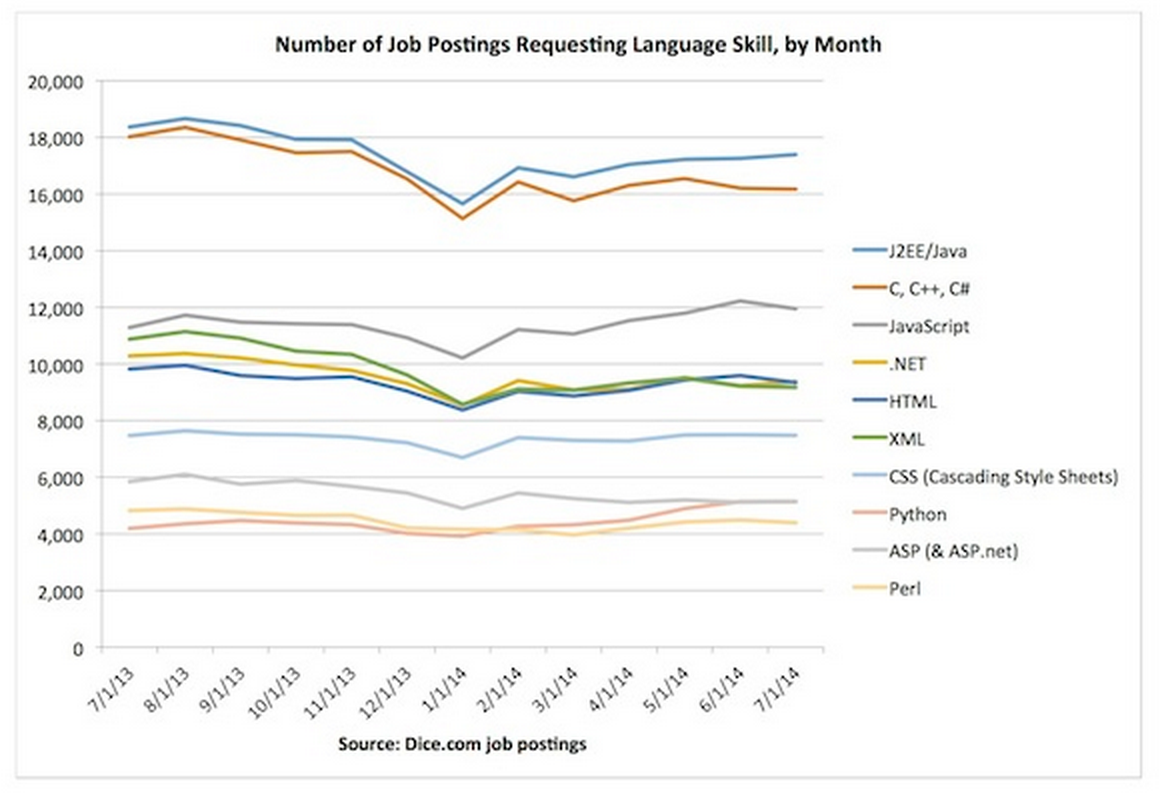 Number of Job Postings Requesting Language Skill, by Month
20,000
18,000
16,000
14,000
12,000
10,000
8,000
6,000
4,000
2,000
0
7/1/13
8/1/13
9/1/13
10/1/13
11/1/13
12/1/13
1/1/14
2/1/14
3/1/14
4/1/14
5/1/14
6/1/14
7/1/14
J2EE/Java
C, C++, C#
JavaScript
.NET
HTML
XML
CSS (Cascading Style Sheets)
Python
ASP (& ASP.net)
Perl
Source: Dice.com job postings